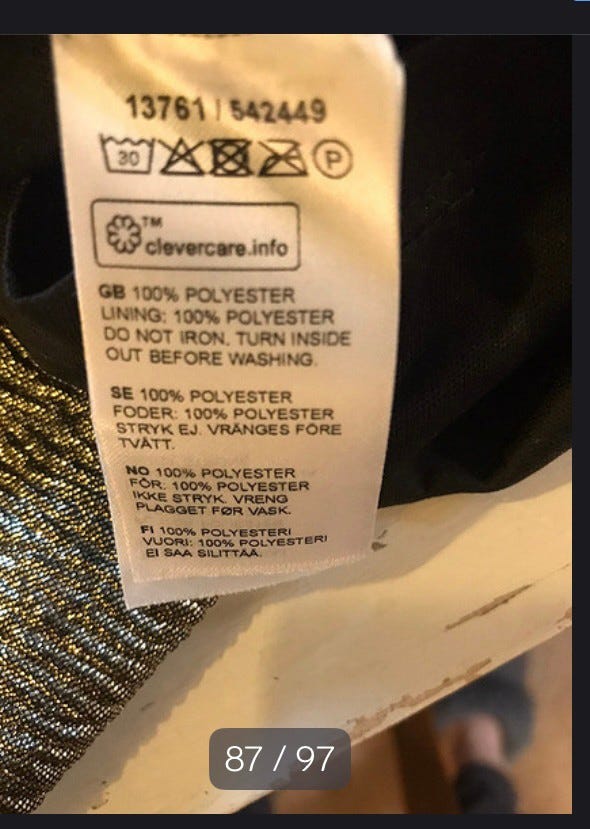 13761 | 542449
30 P
TM
clevercare.info
GB 100% POLYESTER
LINING: 100% POLYESTER
DO NOT IRON. TURN INSIDE
OUT BEFORE WASHING.
SE 100% POLYESTER
FODER: 100% POLYESTER
STRYK EJ. VRÄNGES FÖRE
TVÄTT.
NO 100% POLYESTER
FÔR: 100% POLYESTER
IKKE STRYK. VRENG
PLAGGET FØR VASK.
FI 100% POLYESTERI
VUORI: 100% POLYESTERI
EI SAA SILITTÄÄ.
87 / 97